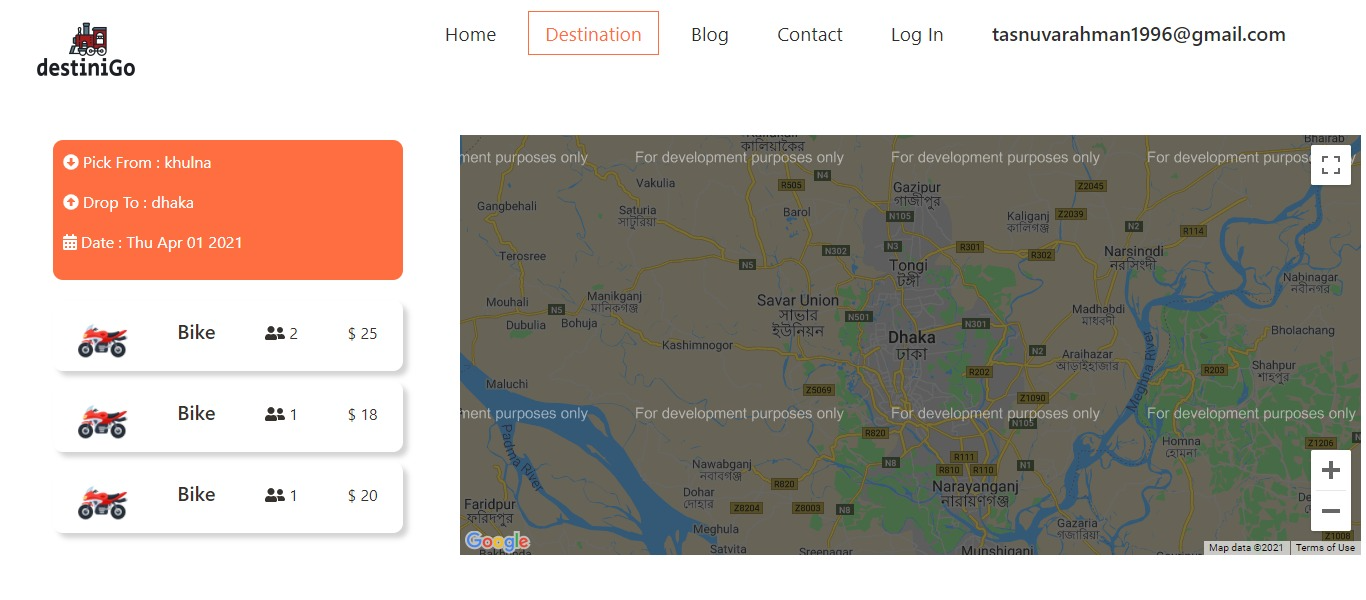 destiniGo
Home Destination Blog Contact Log In tasnuvarahman1996@gmail.com
Pick From : khulna
Drop To : dhaka
Date : Thu Apr 01 2021
Bike 2 $ 25
Bike 1 $ 18
Bike 1 $ 20
Bhairab
কালিয়াকৈর
ment purposes only For development purposes only For development purposes only For development purpos
Vakulia
R505
N4
Gazipur
গাজীপুর
Z2045
Gangbehali
Saturia
সাটুরিয়া
Barol
N105
Kaliganj
কালিগঞ্জ
Z2039
N2
R114
Terosree
N302
N3
R301
R302
Narsingdi
নরসিংদী
N5
Tongi
টঙ্গী
Nabinagar
নবীনগর
Mouhali
N5
Manikganj
মানিকগঞ্জ
Savar Union
সাভার
ইউনিয়ন
Madhabdi
মাধবদী
Dubulia
Bohuja
N501
N301
Dhaka
ঢাকা
Bholachang
Kashimnogor
N2
Araihazar
আড়াইহাজার
Meghna River
Shahpur
শাহপুর
R202
R203
Maluchi
Z5069
Z1090
ment purposes only For development purposes only For development purposes only For development purposes only
N105
Padma River
R820
Homna
হোমনা
Z1206
Nawabganj
নবাবগঞ্জ
N8
R111
R810
R110
N1
R820
Narayanganj
নারায়ণগঞ্জ
Dohar
দোহার
Faridpur
ফরিদপুর
Z8204
Z8003
N8
Meghula
Gazaria
গজারিয়া
Z1008
Satvita
Sreenagar
Munshiganj
Google
Map data ©2021 Terms of Use